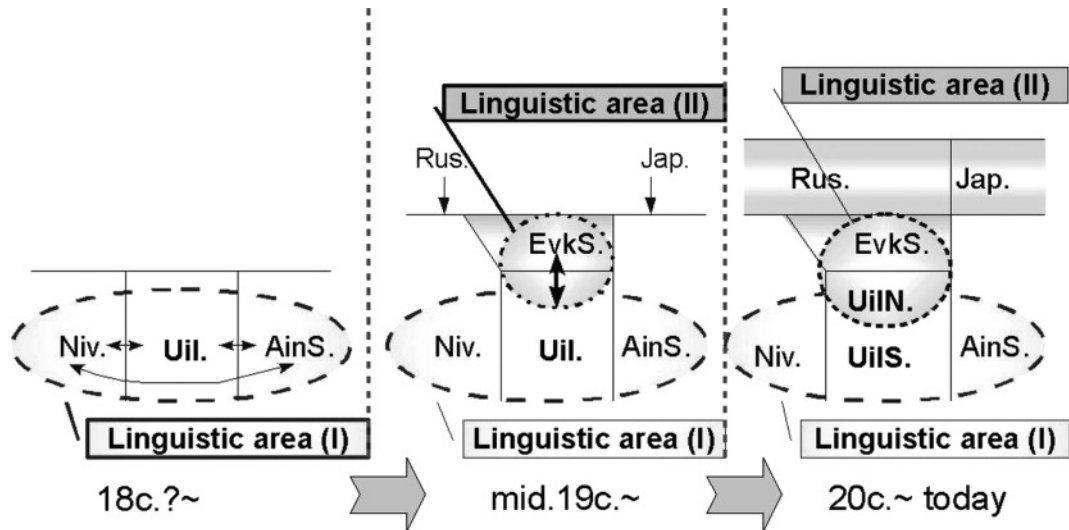 Linguistic area (II)
Linguistic area (II)
Rus.
Jap.
Rus.
Jap.
EvkS.
EvkS.
UilN.
Niv.
Uil.
AinS.
Niv.
Uil.
AinS.
Niv.
UilS.
AinS.
Linguistic area (I)
Linguistic area (I)
Linguistic area (I)
18c.?~
mid.19c.~
20c.~ today